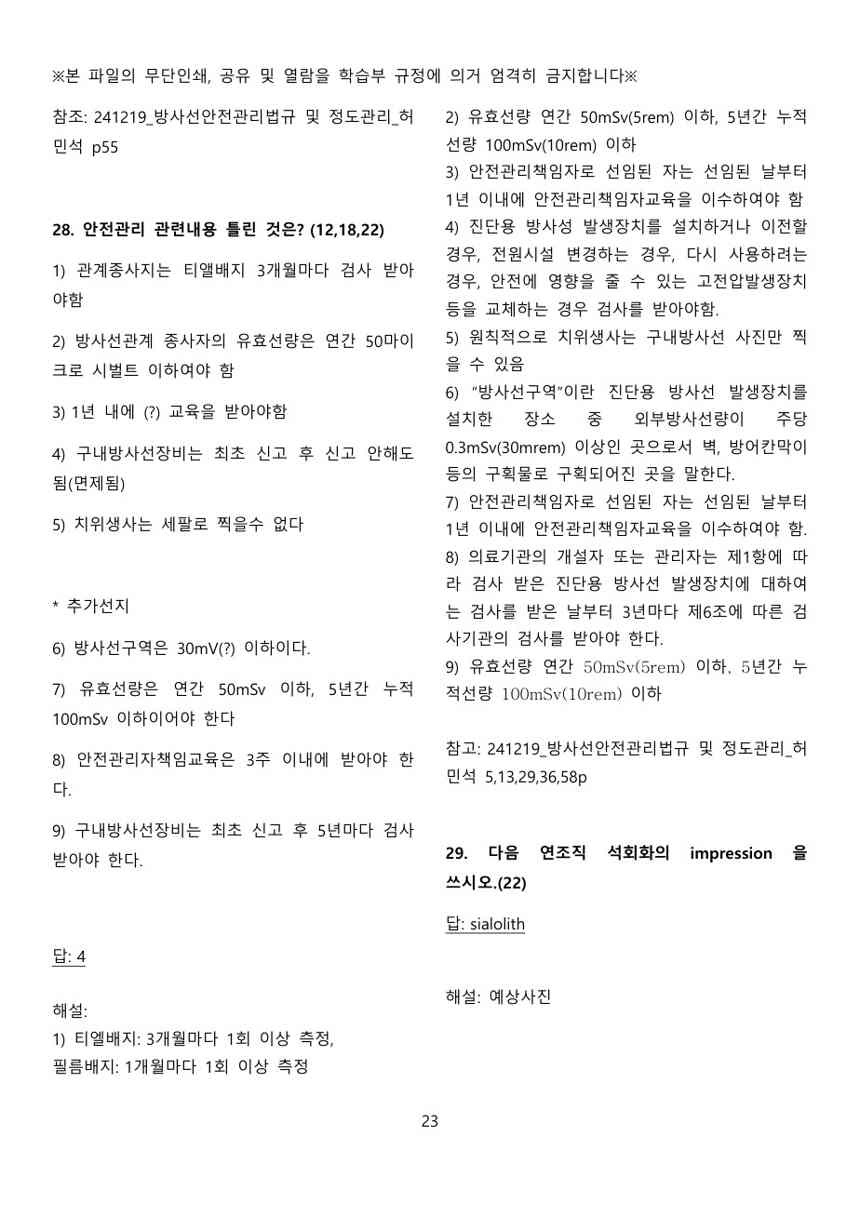 ※본 파일의 무단인쇄, 공유 및 열람을 학습부 규정에 의거 엄격히 금지합니다※
참조: 241219_방사선안전관리법규 및 정도관리_허
민석 p55
28. 안전관리 관련내용 틀린 것은? (12,18,22)
1) 관계종사지는 티앨배지 3개월마다 검사 받아
야함
2) 방사선관계 종사자의 유효선량은 연간 50마이
크로 시벌트 이하여야 함
3) 1년 내에 (?) 교육을 받아야함
4) 구내방사선장비는 최초 신고 후 신고 안해도
됨(면제됨)
5) 치위생사는 세팔로 찍을수 없다
* 추가선지
6) 방사선구역은 30mV(?) 이하이다.
7) 유효선량은 연간 50mSv 이하, 5년간 누적
100mSv 이하이어야 한다
8) 안전관리자책임교육은 3주 이내에 받아야 한
다.
9) 구내방사선장비는 최초 신고 후 5년마다 검사
받아야 한다.
답: 4
해설:
1) 티엘배지: 3개월마다 1회 이상 측정,
필름배지: 1개월마다 1회 이상 측정
2) 유효선량 연간 50mSv(5rem) 이하, 5년간 누적
선량 100mSv(10rem) 이하
3) 안전관리책임자로 선임된 자는 선임된 날부터
1년 이내에 안전관리책임자교육을 이수하여야 함
4) 진단용 방사성 발생장치를 설치하거나 이전할
경우, 전원시설 변경하는 경우, 다시 사용하려는
경우, 안전에 영향을 줄 수 있는 고전압발생장치
등을 교체하는 경우 검사를 받아야함.
5) 원칙적으로 치위생사는 구내방사선 사진만 찍
을 수 있음
6) “방사선구역”이란 진단용 방사선 발생장치를
설치한 장소 중 외부방사선량이 주당
0.3mSv(30mrem) 이상인 곳으로서 벽, 방어칸막이
등의 구획물로 구획되어진 곳을 말한다.
7) 안전관리책임자로 선임된 자는 선임된 날부터
1년 이내에 안전관리책임자교육을 이수하여야 함.
8) 의료기관의 개설자 또는 관리자는 제1항에 따
라 검사 받은 진단용 방사선 발생장치에 대하여
는 검사를 받은 날부터 3년마다 제6조에 따른 검
사기관의 검사를 받아야 한다.
9) 유효선량 연간 50mSv(5rem) 이하, 5년간 누
적선량 100mSv(10rem) 이하
참고: 241219_방사선안전관리법규 및 정도관리_허
민석 5,13,29,36,58p
29. 다음 연조직 석회화의 impression 을
쓰시오.(22)
답: sialolith
해설: 예상사진
23